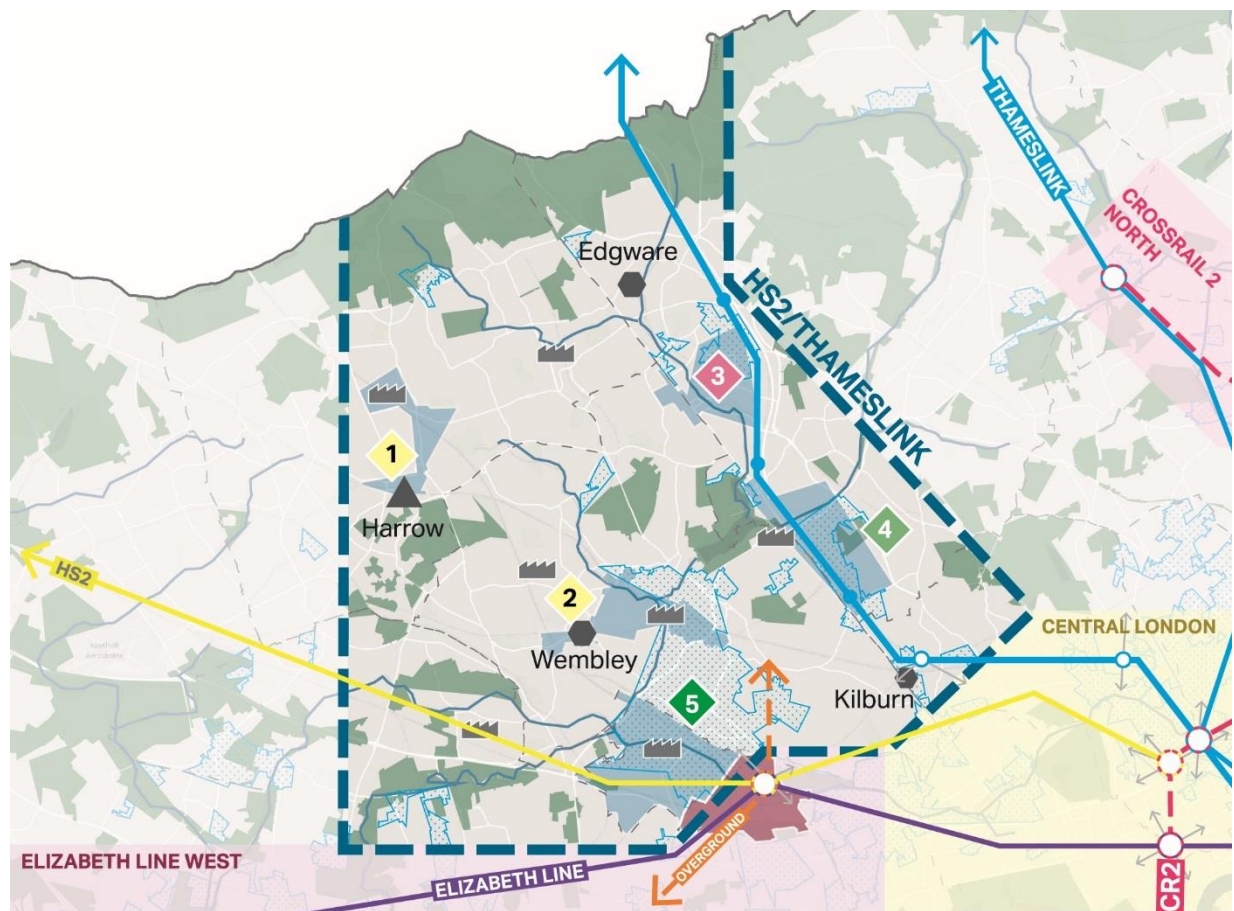 THAMESLINK
CROSSRAIL 2
NORTH
Edgware
HS2/THAMESLINK
3
1
Harrow
4
HS2
2
Wembley
CENTRAL LONDON
Kilburn
5
ELIZABETH LINE WEST
ELIZABETH LINE
OVERGROUND
CR2